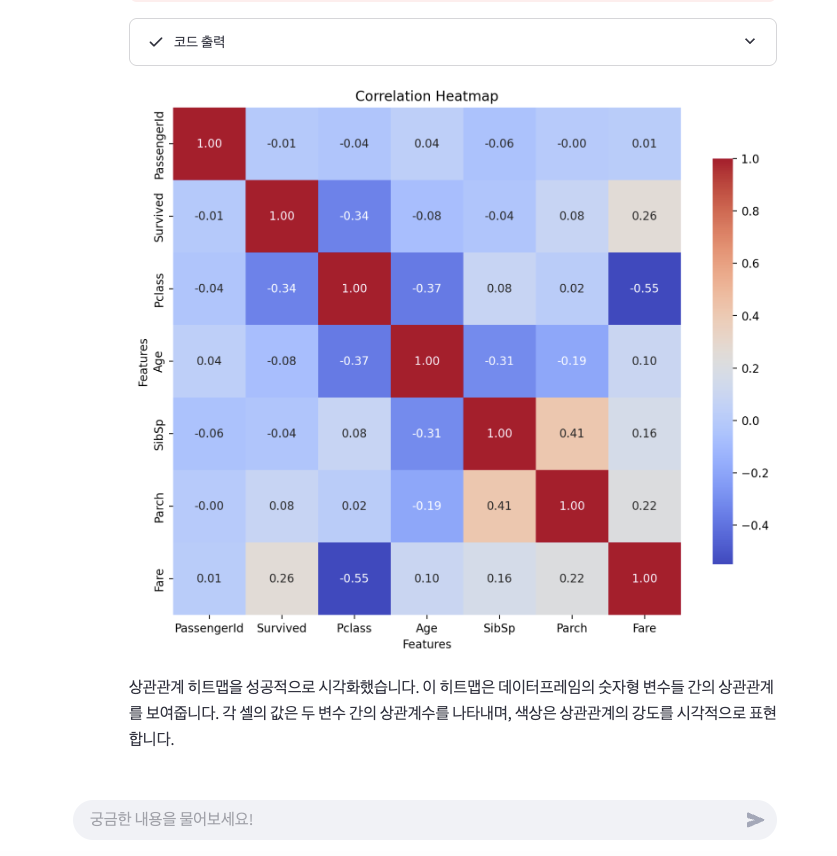 코드 출력
Correlation Heatmap
PassengerId 1.00 -0.01 -0.04 0.04 -0.06 -0.00 0.01
Survived -0.01 1.00 -0.34 -0.08 -0.04 0.08 0.26
Pclass -0.04 -0.34 1.00 -0.37 0.08 0.02 -0.55
Age 0.04 -0.08 -0.37 1.00 -0.31 -0.19 0.10
SibSp -0.06 -0.04 0.08 -0.31 1.00 0.41 0.16
Parch -0.00 0.08 0.02 -0.19 0.41 1.00 0.22
Fare 0.01 0.26 -0.55 0.10 0.16 0.22 1.00
Features
PassengerId Survived Pclass Age SibSp Parch Fare
Features
1.0
0.8
0.6
0.4
0.2
0.0
−0.2
−0.4
상관관계 히트맵을 성공적으로 시각화했습니다. 이 히트맵은 데이터프레임의 숫자형 변수들 간의 상관관계
를 보여줍니다. 각 셀의 값은 두 변수 간의 상관계수를 나타내며, 색상은 상관관계의 강도를 시각적으로 표현
합니다.
궁금한 내용을 물어보세요!